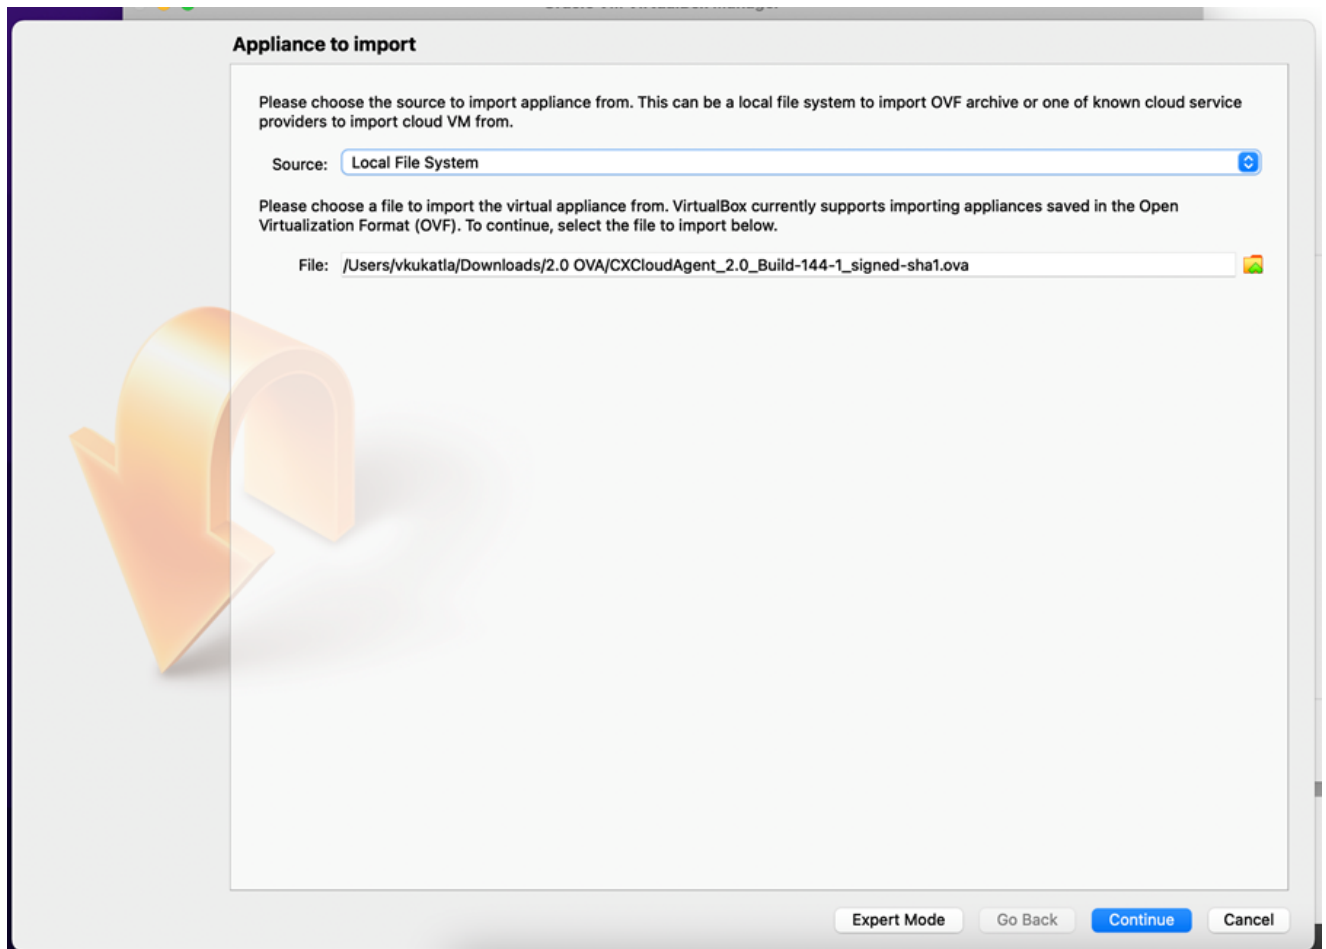 Appliance to import
Please choose the source to import appliance from. This can be a local file system to import OVF archive or one of known cloud service
providers to import cloud VM from.
Source: Local File System
Please choose a file to import the virtual appliance from. VirtualBox currently supports importing appliances saved in the Open
Virtualization Format (OVF). To continue, select the file to import below.
File: /Users/vkukatla/Downloads/2.0 OVA/CXCloudAgent_2.0_Build-144-1_signed-sha1.ova
Expert Mode Go Back Continue Cancel